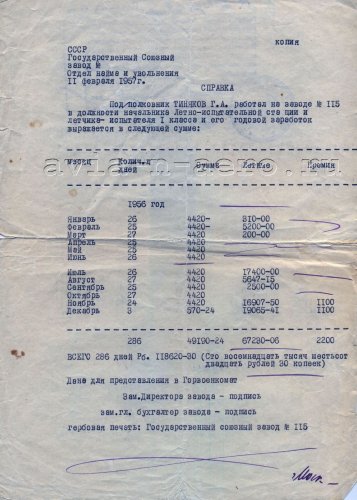 копия
СССР
Государственный Союзный
завод №
Отдел найма и увольнения
11 февраля 1957г.
СПРАВКА
Подполковник ТИНЯКОВ Г.А. работал на заводе № 115
в должности начальника Летно-испытательной станции и
летчика-испытателя I класса и его годовой заработок
выражается в следующей сумме:
месяц Колич. дней Сумма Летные Премия
1956 год
Январь 26 4420- 310-00
Февраль 25 4420- 5200-00
Март 27 4420 200-00
Апрель 25 4420
Май 25 4420
Июнь 26 4420
Июль 26 4420 17400-00
Август 27 4420 5647-15
Сентябрь 25 4420 2500-00
Октябрь 27 4420
Ноябрь 24 4420 16907-50 1100
Декабрь 3 570-24 19065-41 1100
286 49190-24 67230-06 2200
ВСЕГО 286 дней Рб. 118620-30 (Сто восемнадцать тысяч шестьсот
двадцать рублей 30 копеек)
Дана для представления в Горвоенкомат
Зам.Директора завода - подпись
зам.гл. бухгалтер завода - подпись
гербовая печать: Государственный союзный завод № 115